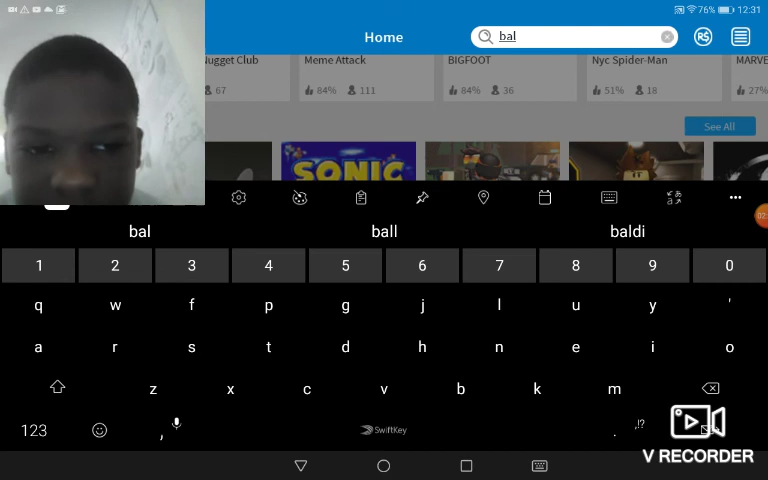 76% 12:31
Home
bal
Nugget Club
Meme Attack
BIGFOOT
Nyc Spider-Man
67
84% 111
84% 36
51% 18
27%
See All
SONIC
bal ball baldi
1 2 3 4 5 6 7 8 9 0
q w f p g j l u y '
a r s t d h n e i o
z x c v b k m
123 , SwiftKey . ,!?
V RECORDER